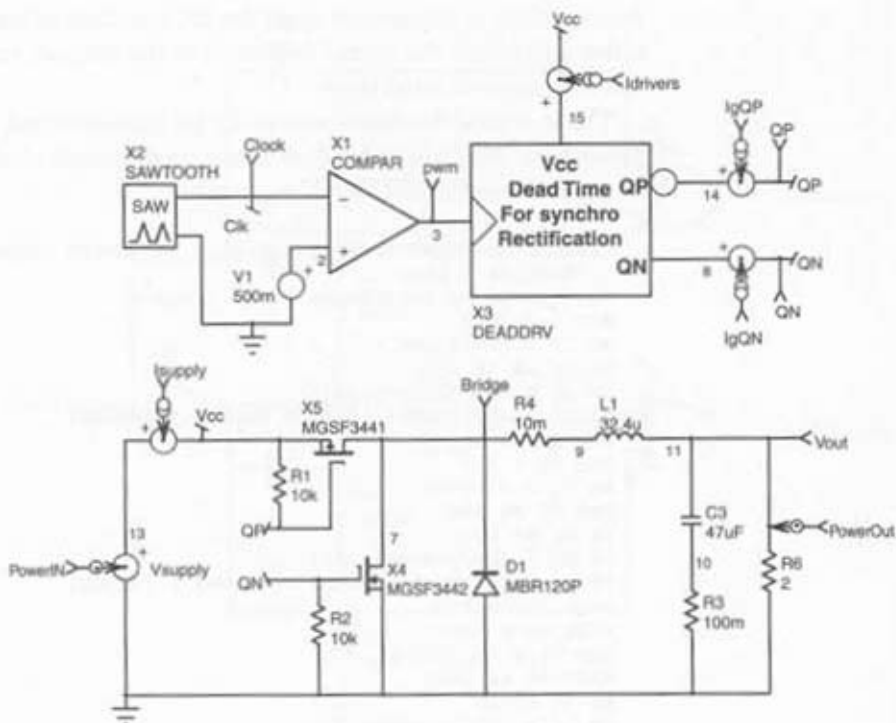 Vcc
Idrivers
+
15
IgQP
QP
X2
SAWTOOTH
Clock
X1
COMPAR
pwm
Vcc
Dead Time
For synchro
Rectification
QP
QN
+
14
QP
SAW
Clk
−
+
2
3
V1
500m
+
+
8
QN
QN
IgQN
X3
DEADDRV
Isupply
+
Vcc
X5
MGSF3441
Bridge
R4
10m
L1
32.4u
9
11
Vout
R1
10k
QP
13
PowerIN
+
Vsupply
7
QN
X4
MGSF3442
R2
10k
D1
MBR120P
C3
47uF
10
R3
100m
PowerOut
R6
2